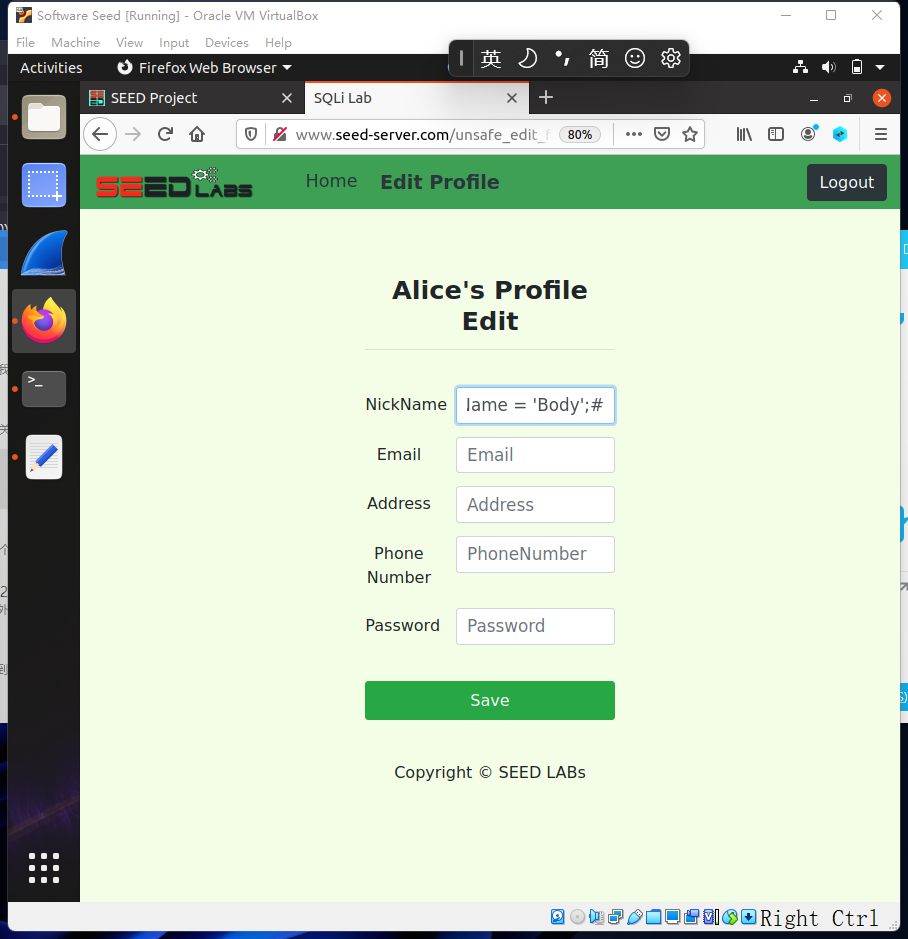 Software Seed [Running] - Oracle VM VirtualBox
File Machine View Input Devices Help
英 简
Activities Firefox Web Browser
SEED Project SQLi Lab
www.seed-server.com/unsafe_edit_ 80%
SEED LABS Home Edit Profile Logout
Alice's Profile
Edit
NickName ame = 'Body';#
Email Email
Address Address
Phone
Number PhoneNumber
Password Password
Save
Copyright © SEED LABs
Right Ctrl